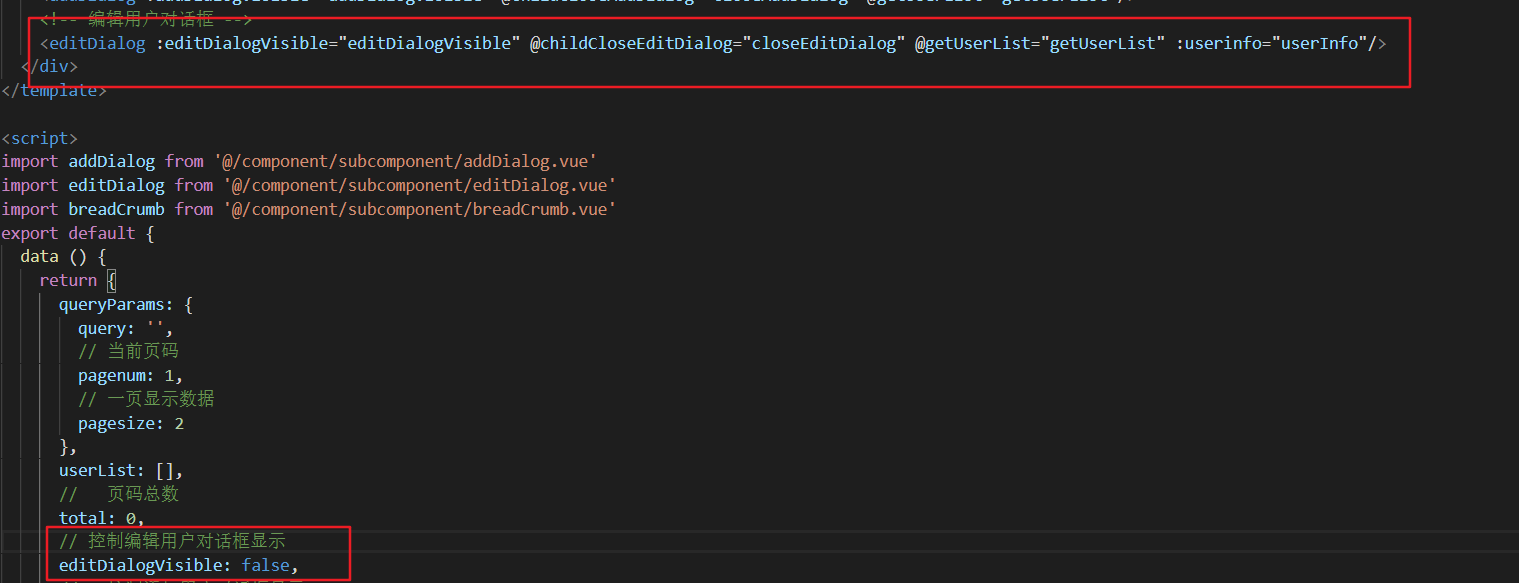 <!-- 编辑用户对话框 -->
<editDialog :editDialogVisible="editDialogVisible" @childCloseEditDialog="closeEditDialog" @getUserList="getUserList" :userinfo="userInfo"/>
</div>
</template>
<script>
import addDialog from '@/component/subcomponent/addDialog.vue'
import editDialog from '@/component/subcomponent/editDialog.vue'
import breadCrumb from '@/component/subcomponent/breadCrumb.vue'
export default {
data () {
return {
queryParams: {
query: '',
// 当前页码
pagenum: 1,
// 一页显示数据
pagesize: 2
},
userList: [],
// 页码总数
total: 0,
// 控制编辑用户对话框显示
editDialogVisible: false,